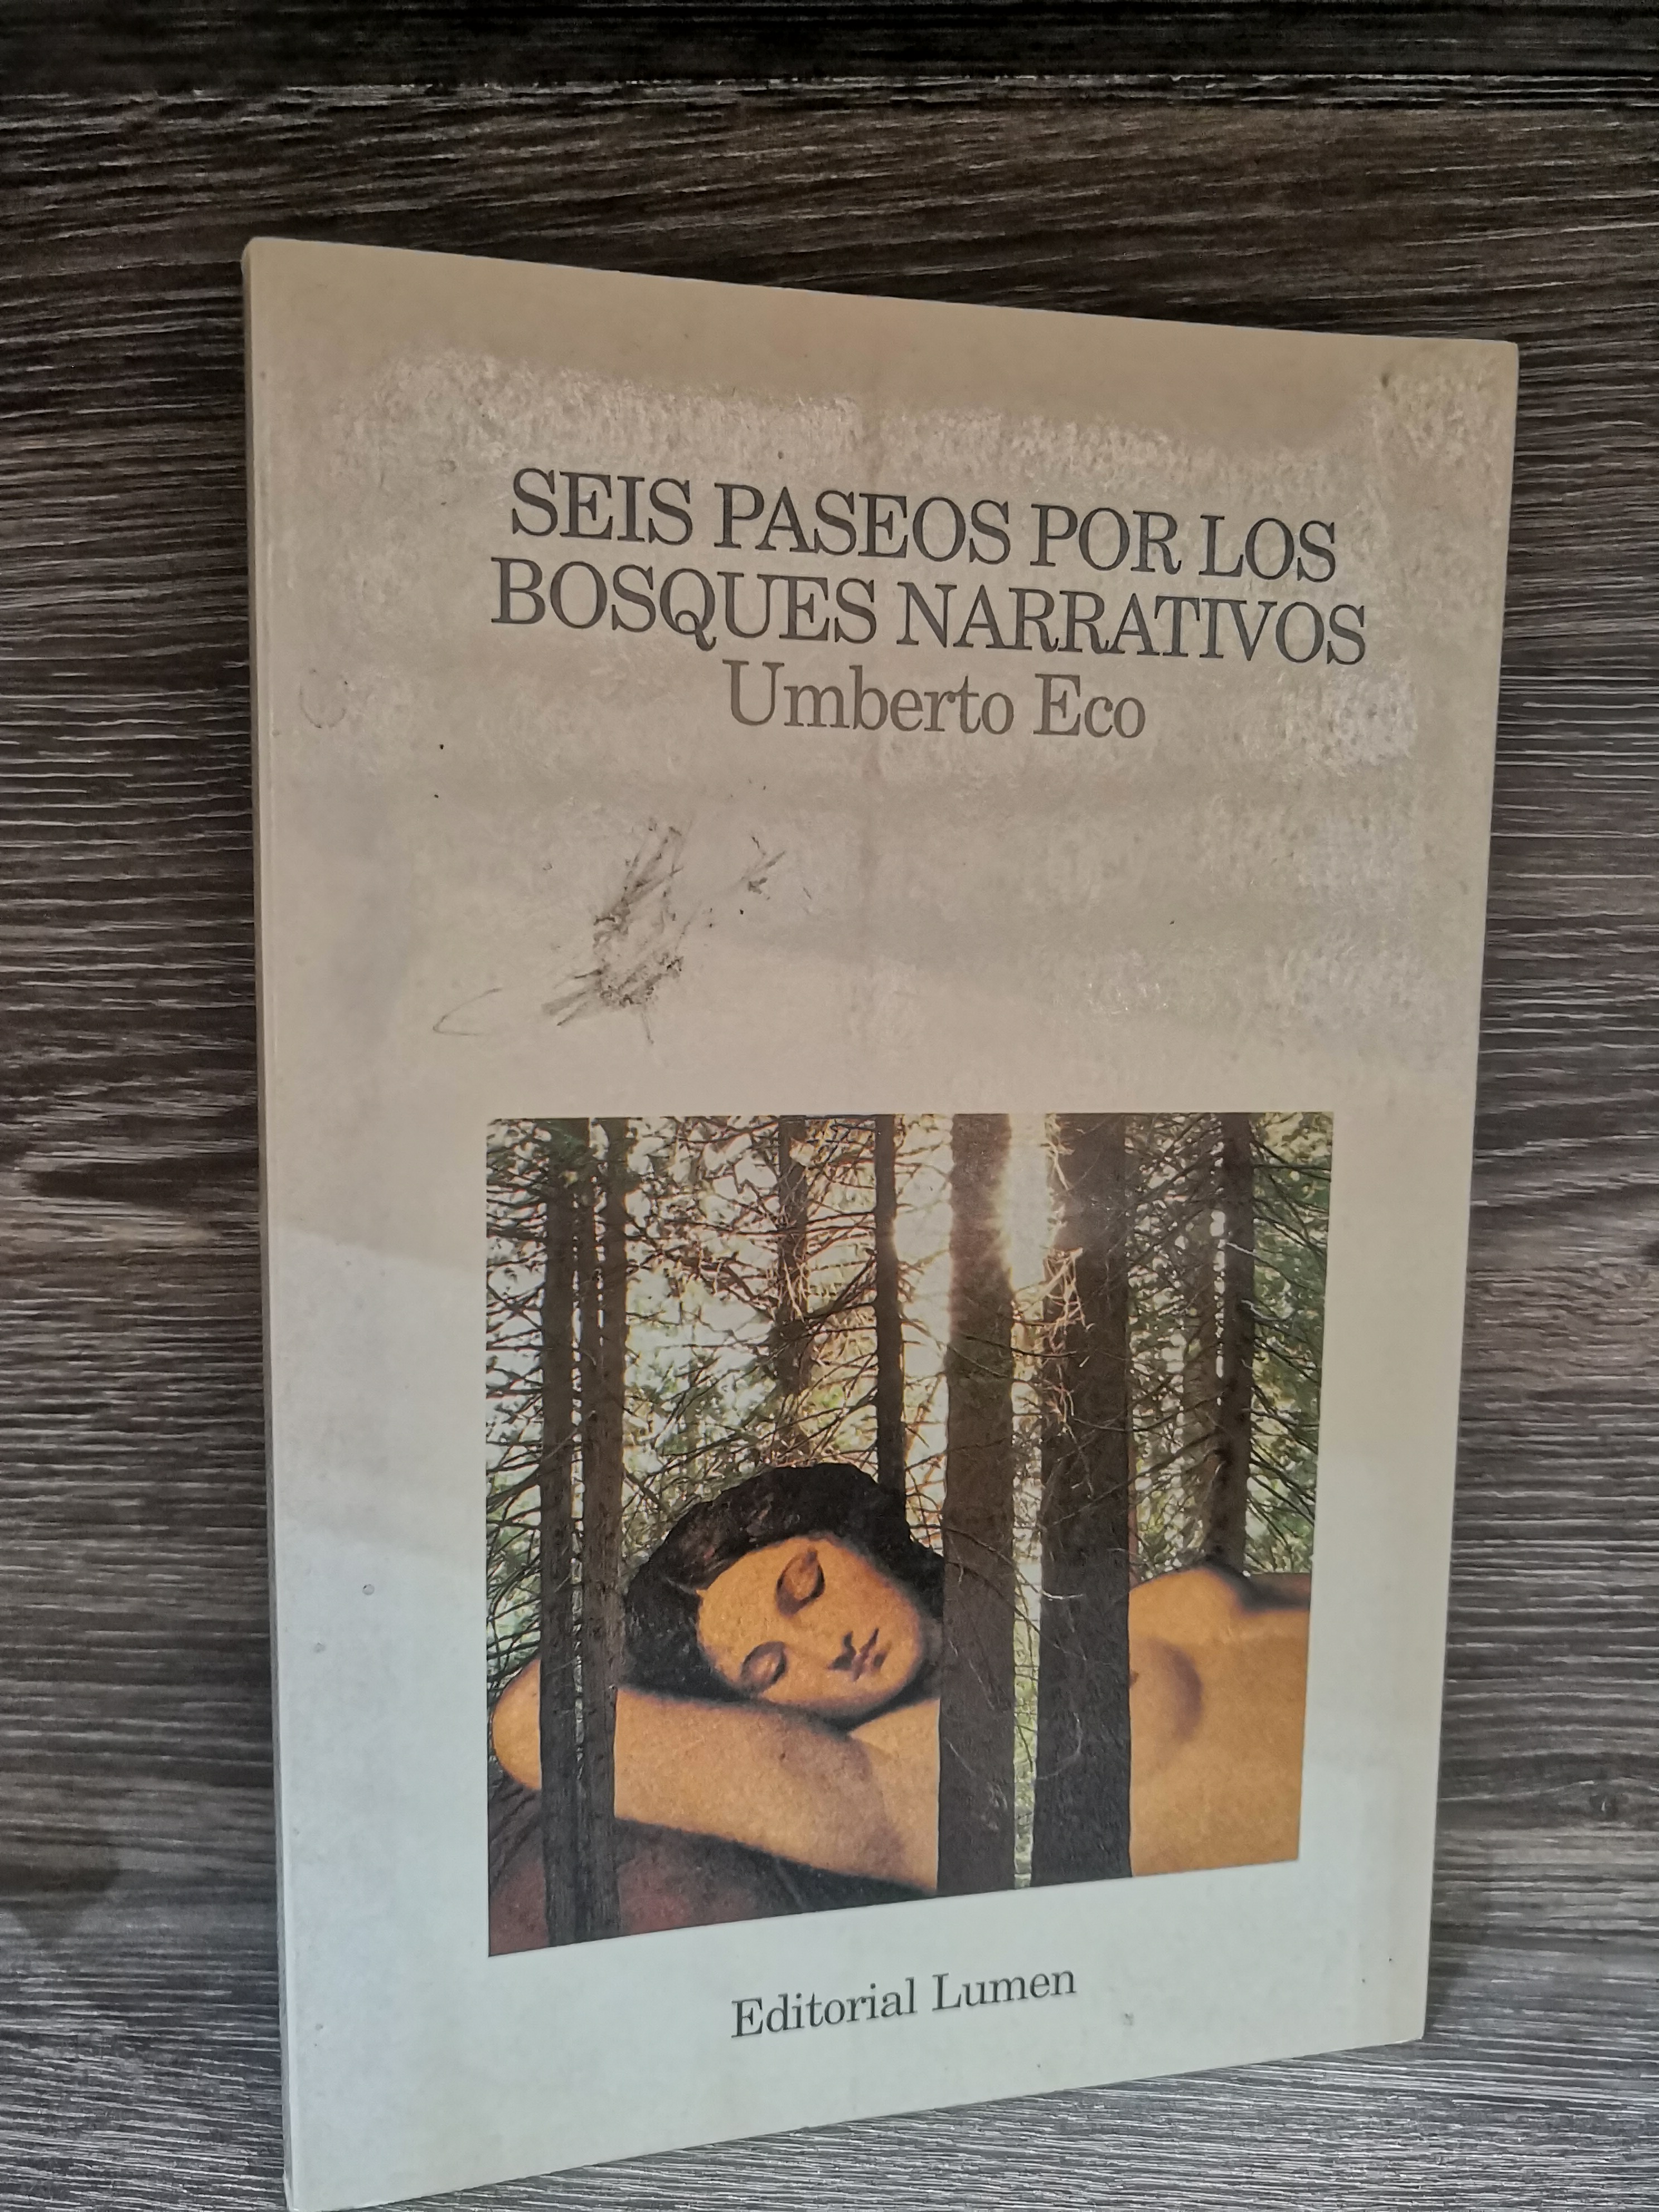 SEIS PASEOS POR LOS
BOSQUES NARRATIVOS
Umberto Eco
Editorial Lumen